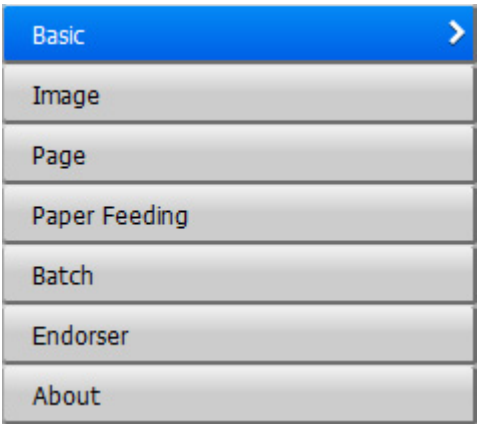 Basic
Image
Page
Paper Feeding
Batch
Endorser
About